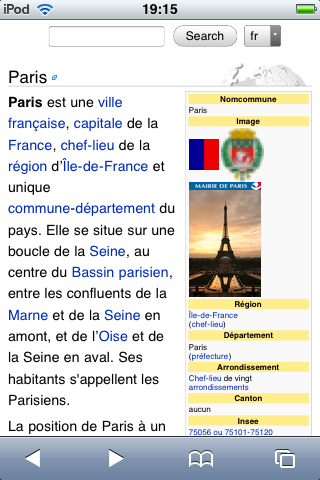 iPod 19:15
Search fr
Paris
Paris est une ville
française, capitale de la
France, chef-lieu de la
région d'Île-de-France et
unique
commune-département du
pays. Elle se situe sur une
boucle de la Seine, au
centre du Bassin parisien,
entre les confluents de la
Marne et de la Seine en
amont, et de l'Oise et de
la Seine en aval. Ses
habitants s'appellent les
Parisiens.
La position de Paris à un
Nomcommune
Paris
Image
MAIRIE DE PARIS
Région
Île-de-France
(chef-lieu)
Département
Paris
(préfecture)
Arrondissement
Chef-lieu de vingt
arrondissements
Canton
aucun
Insee
75056 ou 75101-75120